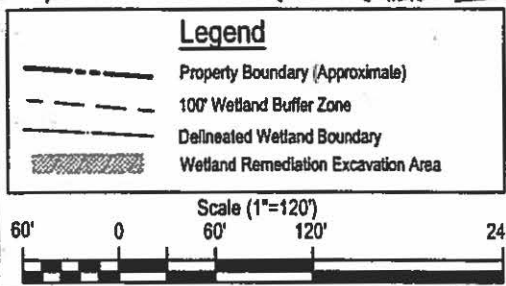 Legend
Property Boundary (Approximate)
100' Wetland Buffer Zone
Delineated Wetland Boundary
Wetland Remediation Excavation Area
Scale (1"=120')
60' 0 60' 120' 24